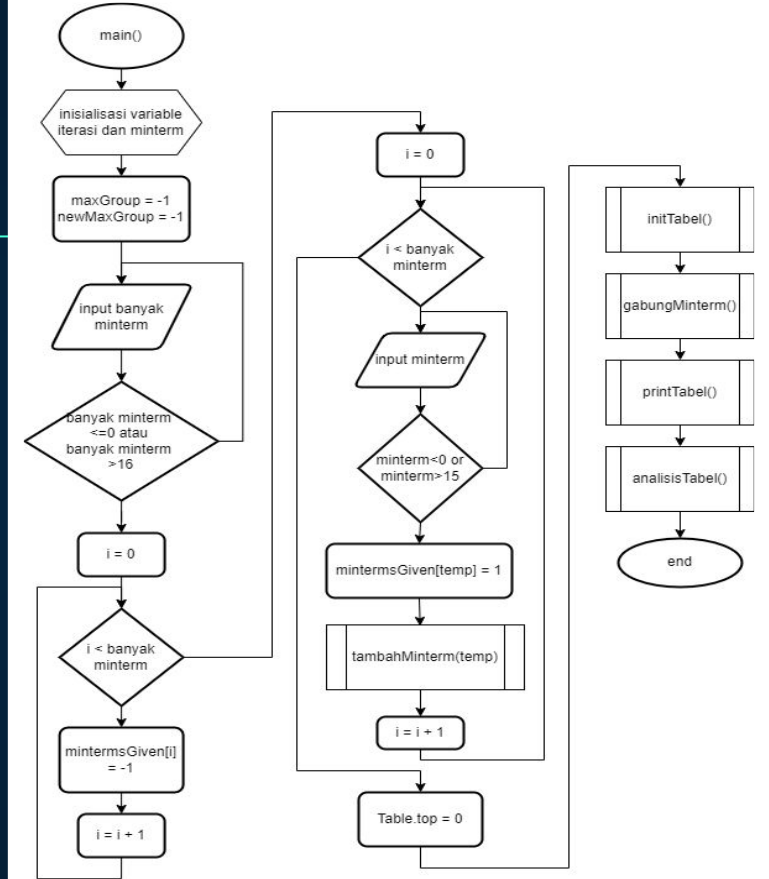 main()
inisialisasi variable
iterasi dan minterm
maxGroup = -1
newMaxGroup = -1
input banyak
minterm
banyak minterm
<=0 atau
banyak minterm
>16
i = 0
i < banyak
minterm
mintermsGiven[i]
= -1
i = i + 1
i = 0
i < banyak
minterm
input minterm
minterm<0 or
minterm>15
mintermsGiven[temp] = 1
tambahMinterm(temp)
i = i + 1
Table.top = 0
initTabel()
gabungMinterm()
printTabel()
analisisTabel()
end